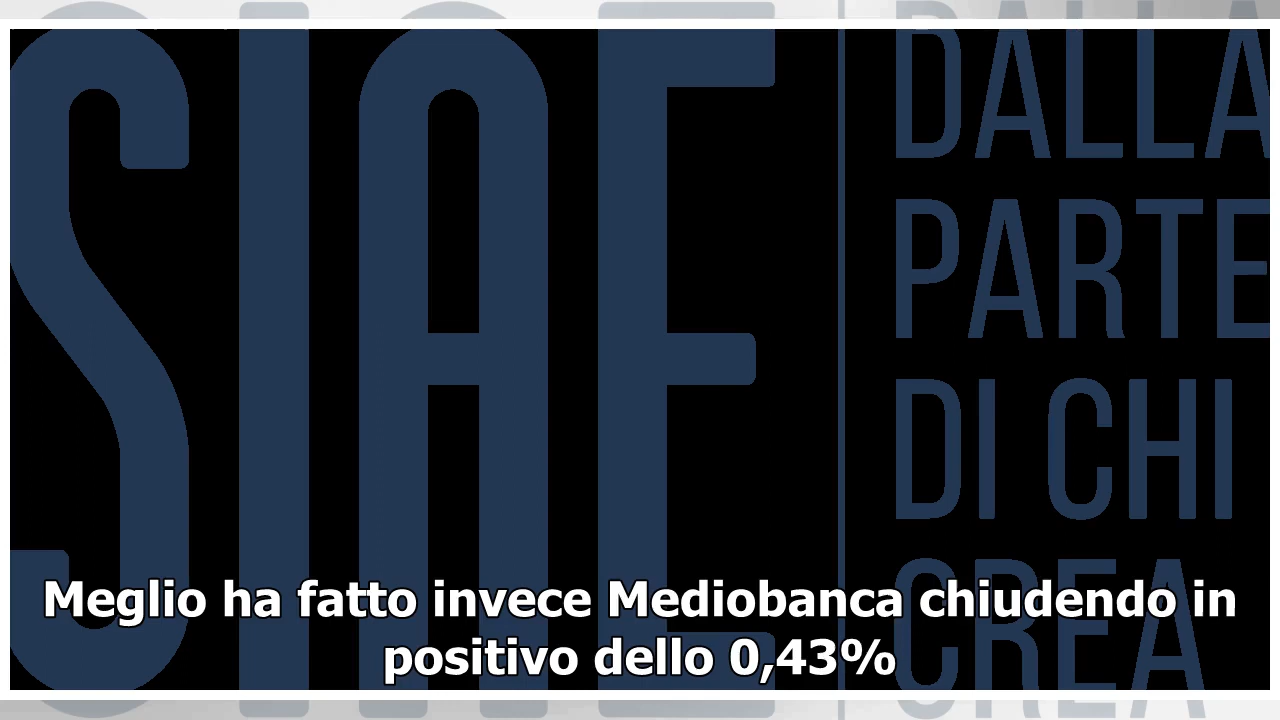 SIAE
DALLA
PARTE
DI CHI
CREA
Meglio ha fatto invece Mediobanca chiudendo in
positivo dello 0,43%